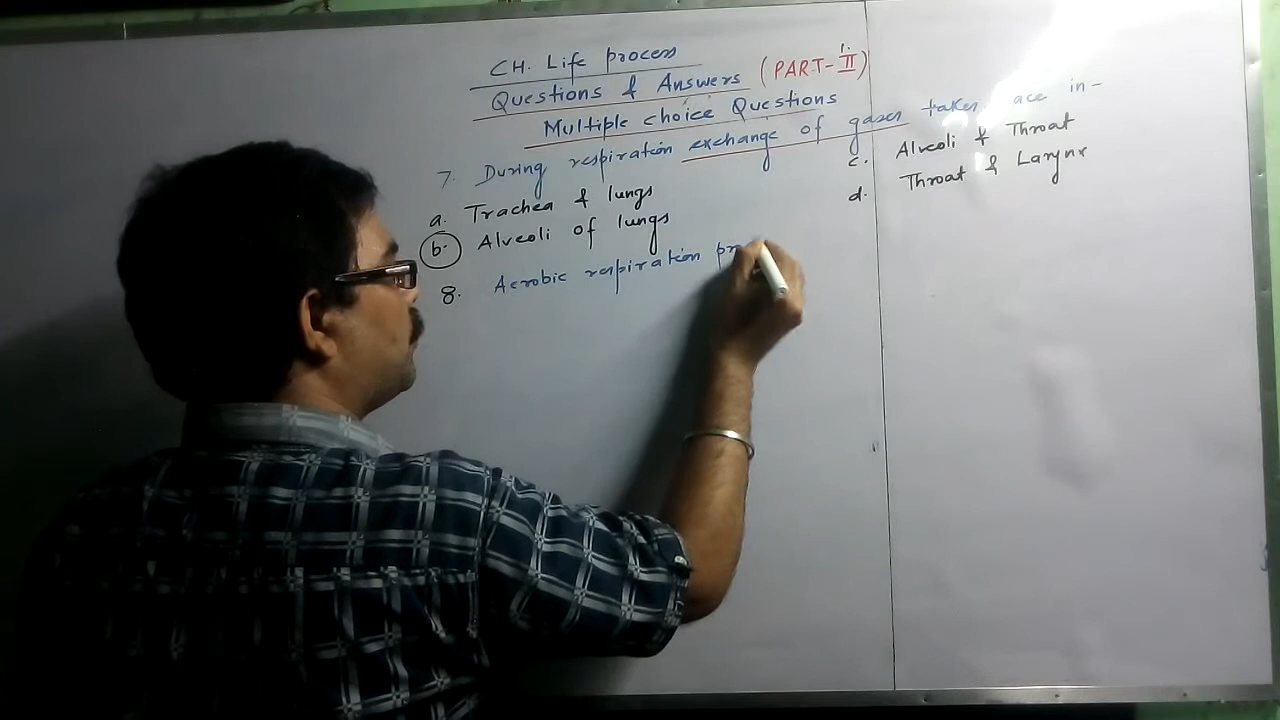 CH. Life process
Questions & Answers (PART-II)
Multiple choice Questions
7. During respiration exchange of gases takes ace in-
a. Trachea & lungs
b. Alveoli of lungs
c. Alveoli & Throat
d. Throat & Larynx
8. Aerobic respiration pr